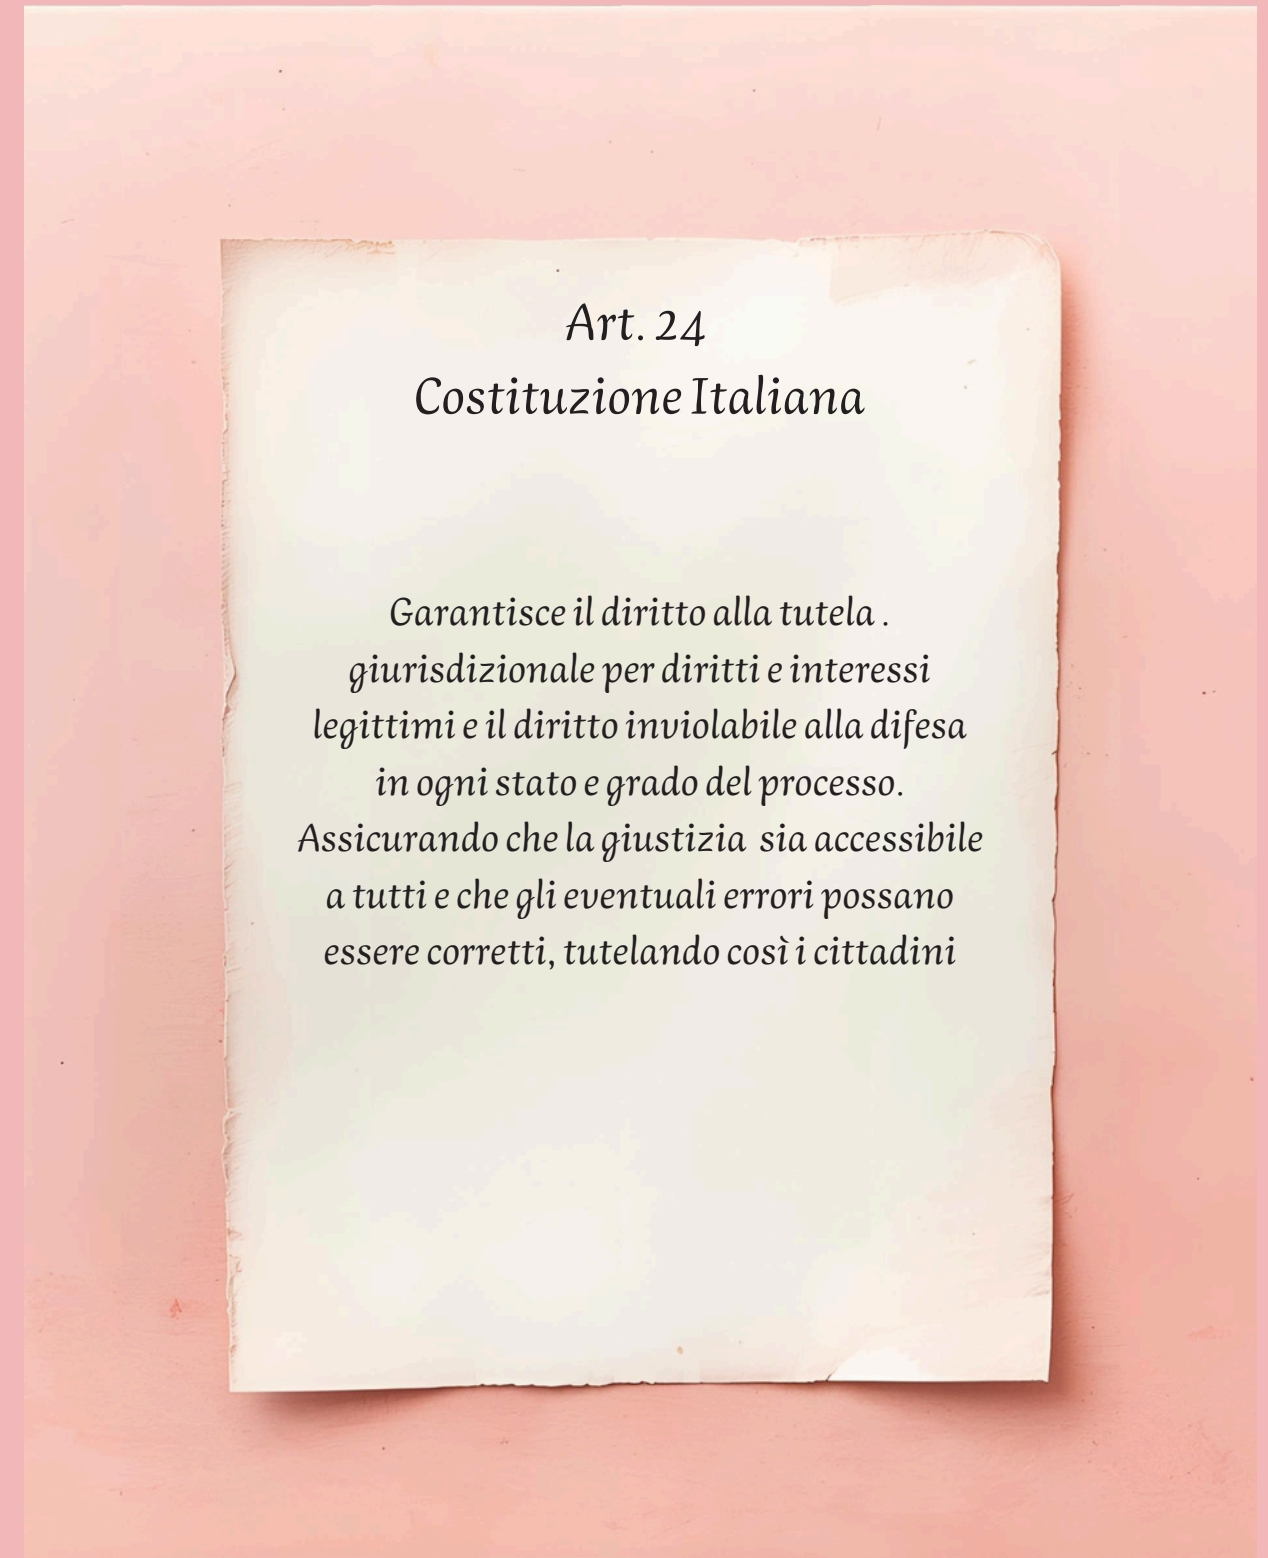 Art. 24
Costituzione Italiana
Garantisce il diritto alla tutela .
giurisdizionale per diritti e interessi
legittimi e il diritto inviolabile alla difesa
in ogni stato e grado del processo.
Assicurando che la giustizia  sia accessibile
a tutti e che gli eventuali errori possano
essere corretti, tutelando così i cittadini